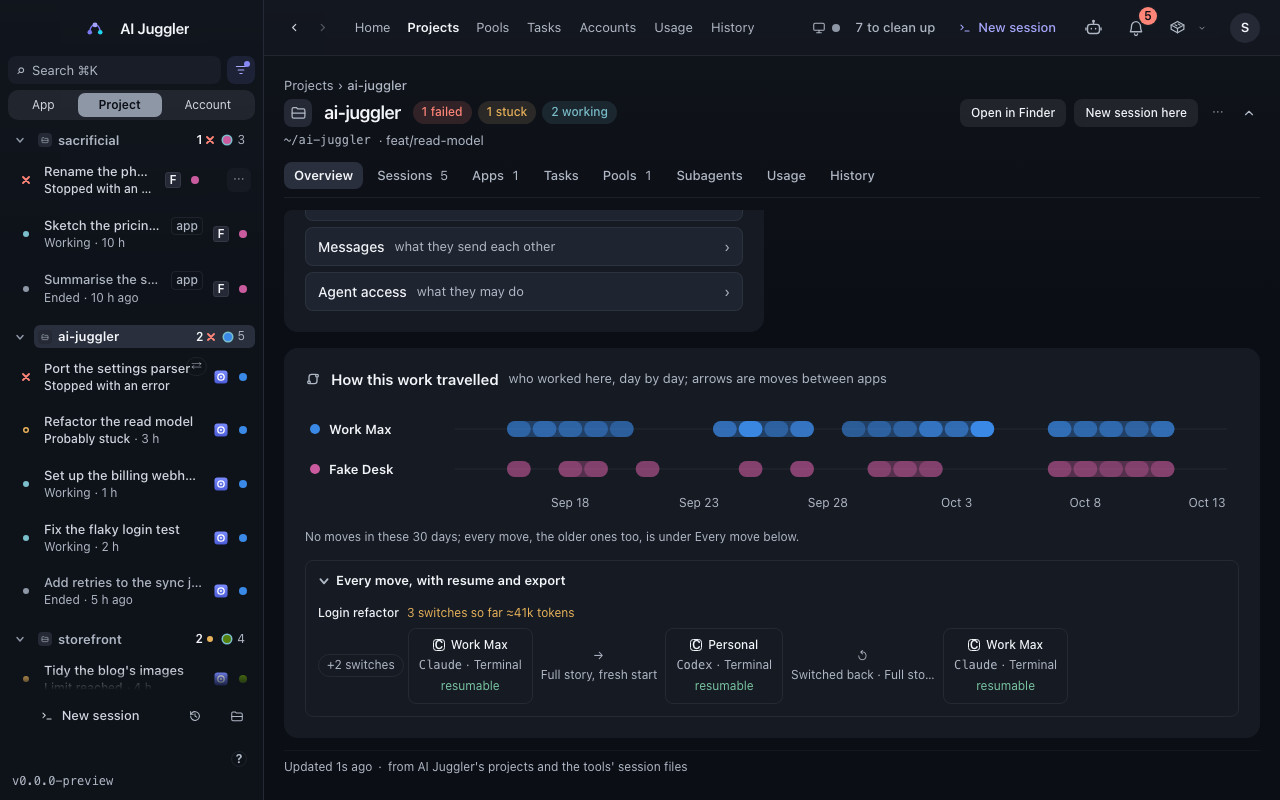 AI Juggler
Search ⌘K
App Project Account
sacrificial 1 3
Rename the ph... F
Stopped with an ...
Sketch the pricin... app F
Working · 10 h
Summarise the s... app F
Ended · 10 h ago
ai-juggler 2 5
Port the settings parser
Stopped with an error
Refactor the read model
Probably stuck · 3 h
Set up the billing webh...
Working · 1 h
Fix the flaky login test
Working · 2 h
Add retries to the sync j...
Ended · 5 h ago
storefront 2 4
Tidy the blog's images
Limit reached · 4 h
New session
?
v0.0.0-preview
Home Projects Pools Tasks Accounts Usage History
7 to clean up
New session
5
S
Projects › ai-juggler
ai-juggler 1 failed 1 stuck 2 working
Open in Finder New session here ...
~/ai-juggler · feat/read-model
Overview Sessions 5 Apps 1 Tasks Pools 1 Subagents Usage History
Messages what they send each other ›
Agent access what they may do ›
How this work travelled who worked here, day by day; arrows are moves between apps
Work Max
Fake Desk
Sep 18 Sep 23 Sep 28 Oct 3 Oct 8 Oct 13
No moves in these 30 days; every move, the older ones too, is under Every move below.
Every move, with resume and export
Login refactor 3 switches so far ≈41k tokens
+2 switches
Work Max
Claude · Terminal
resumable
→
Full story, fresh start
Personal
Codex · Terminal
resumable
Switched back · Full sto...
Work Max
Claude · Terminal
resumable
Updated 1s ago · from AI Juggler's projects and the tools' session files